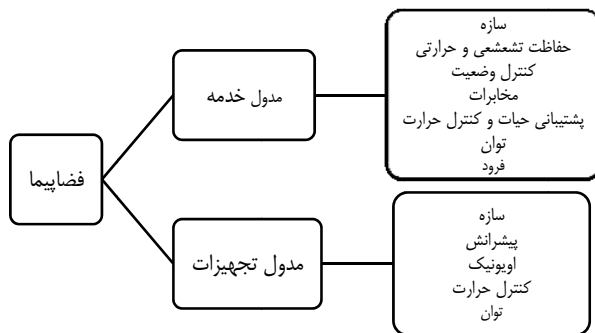 فضاپیما
مدول خدمه
سازه
حفاظت تشعشعی و حرارتی
کنترل وضعیت
مخابرات
پشتیبانی حیات و کنترل حرارت
توان
فرود
مدول تجهیزات
سازه
پیشرانش
اویونیک
کنترل حرارت
توان